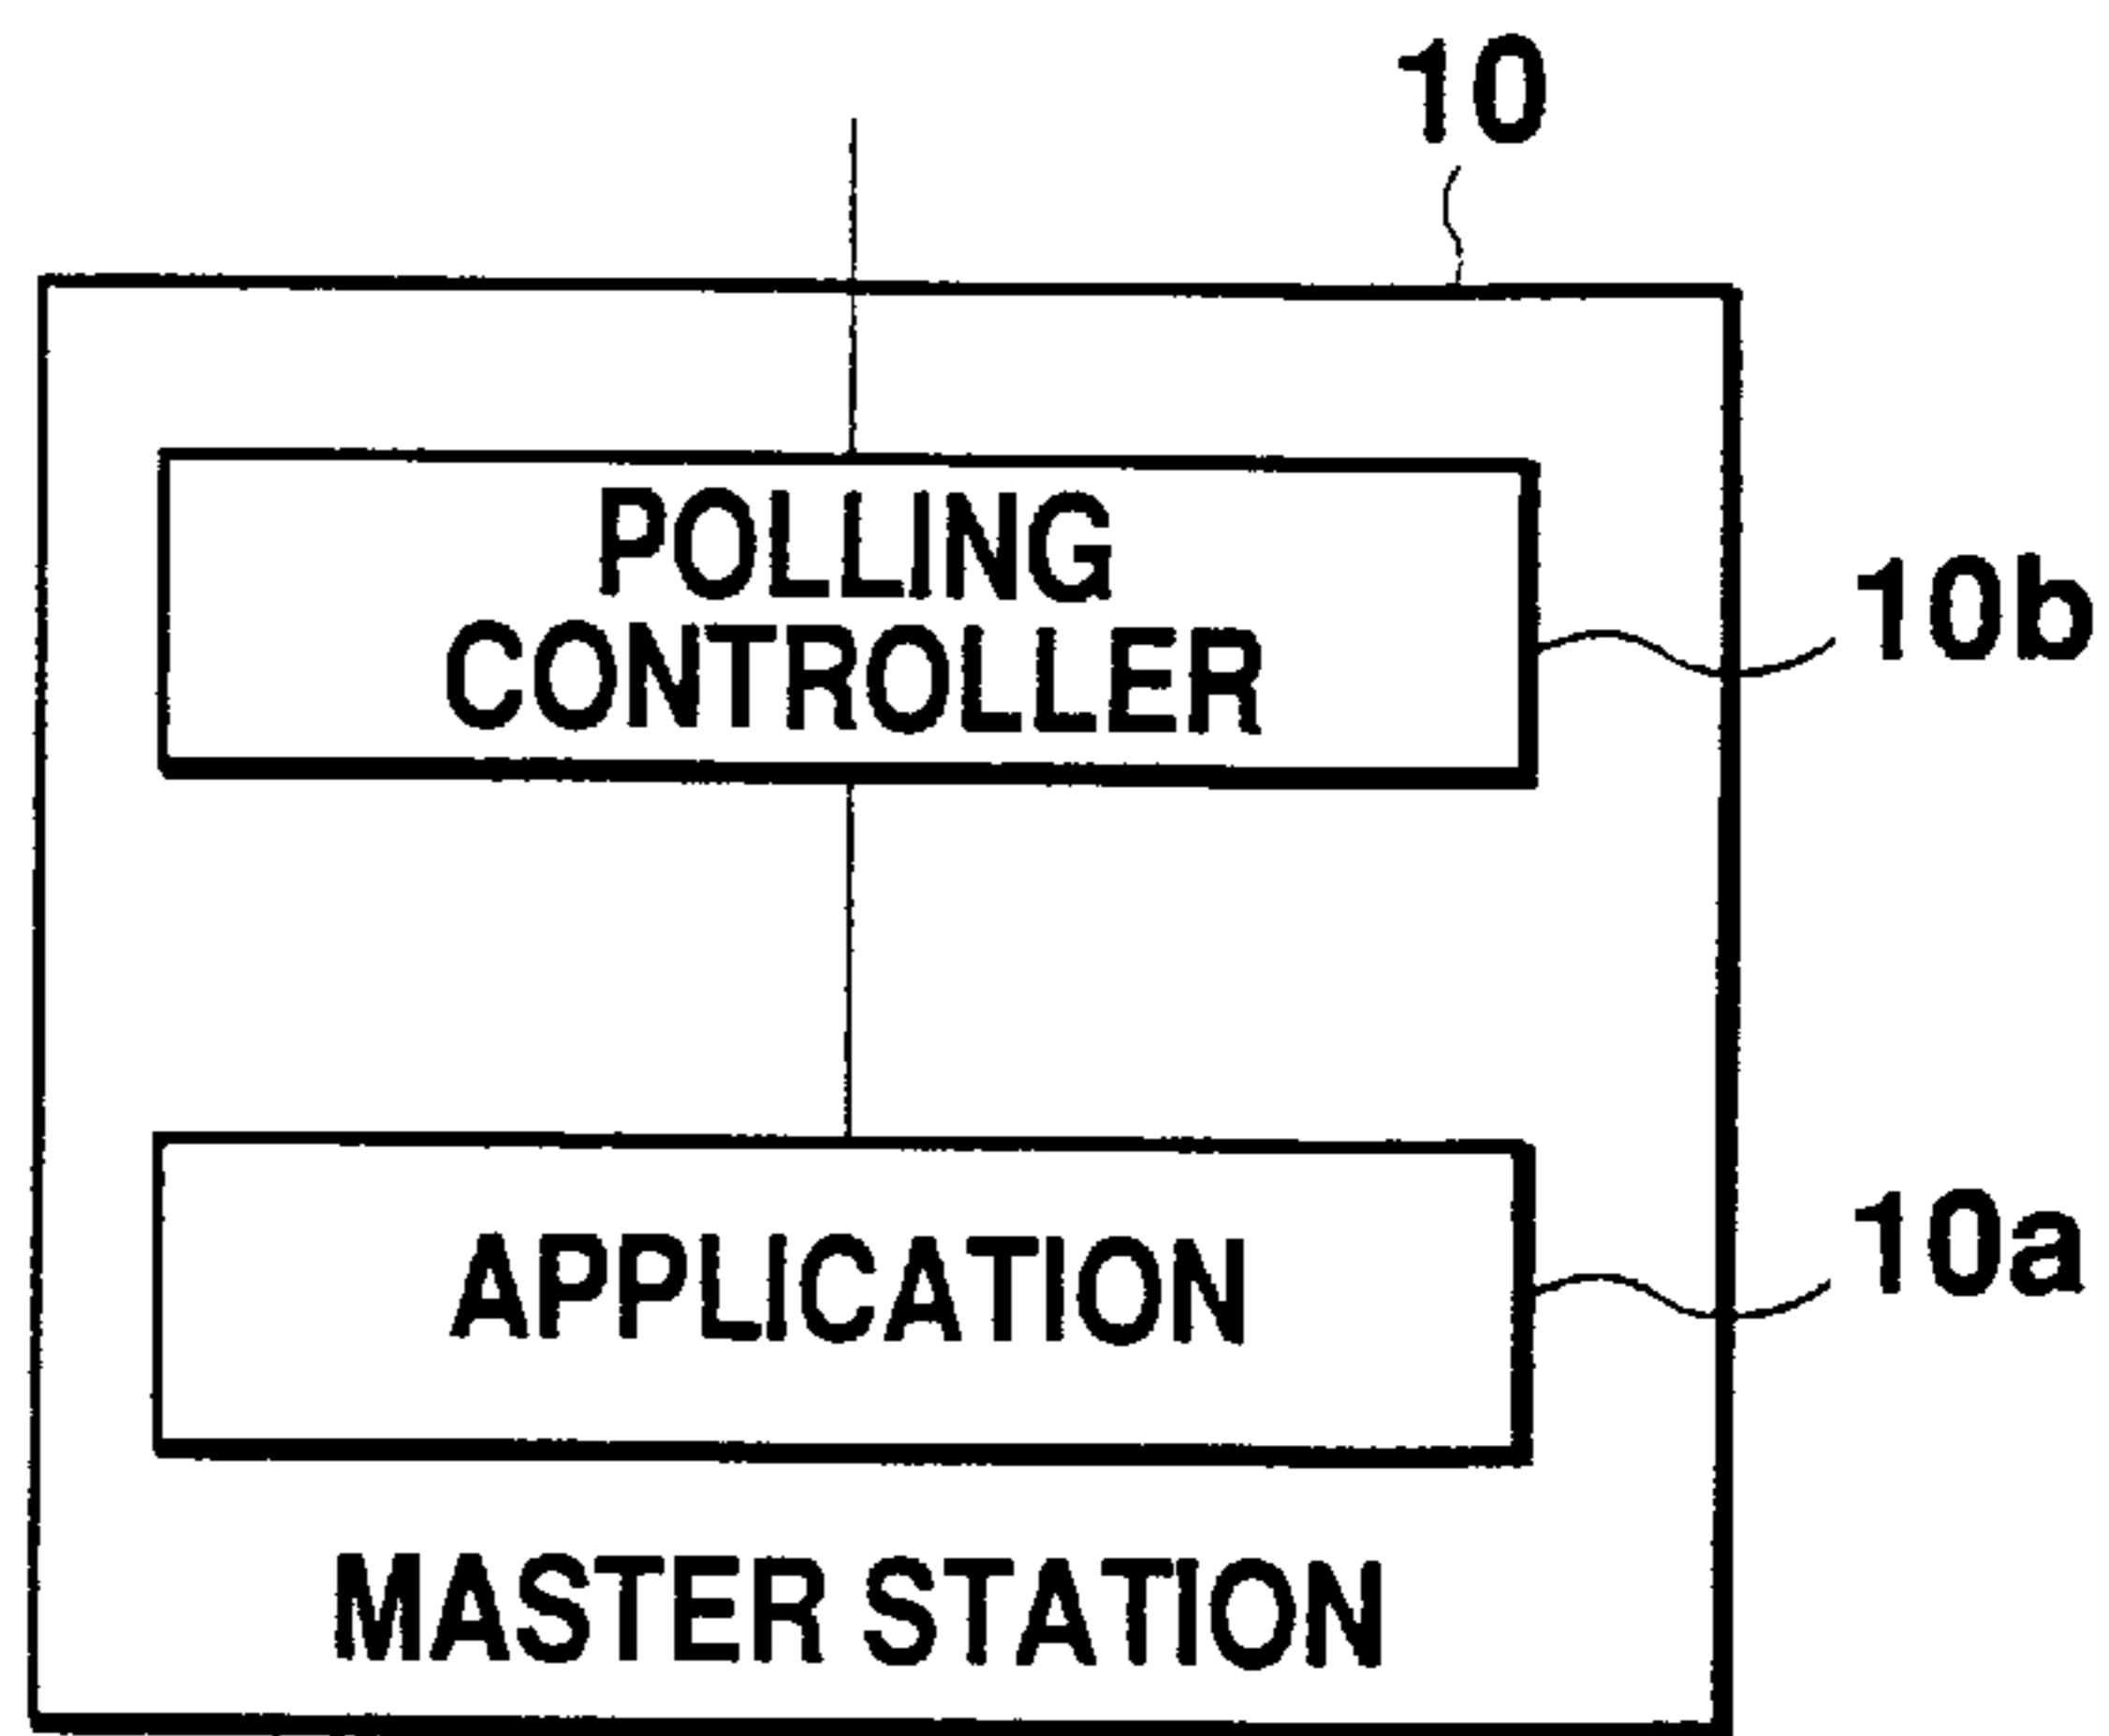 10
POLLING
CONTROLLER
10b
APPLICATION
10a
MASTER STATION